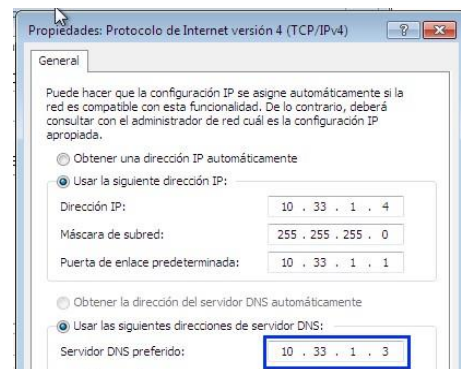 Propiedades: Protocolo de Internet versión 4 (TCP/IPv4)
General
Puede hacer que la configuración IP se asigne automáticamente si la
red es compatible con esta funcionalidad. De lo contrario, deberá
consultar con el administrador de red cuál es la configuración IP
apropiada.
Obtener una dirección IP automáticamente
Usar la siguiente dirección IP:
Dirección IP: 10 . 33 . 1 . 4
Máscara de subred: 255 . 255 . 255 . 0
Puerta de enlace predeterminada: 10 . 33 . 1 . 1
Obtener la dirección del servidor DNS automáticamente
Usar las siguientes direcciones de servidor DNS:
Servidor DNS preferido: 10 . 33 . 1 . 3